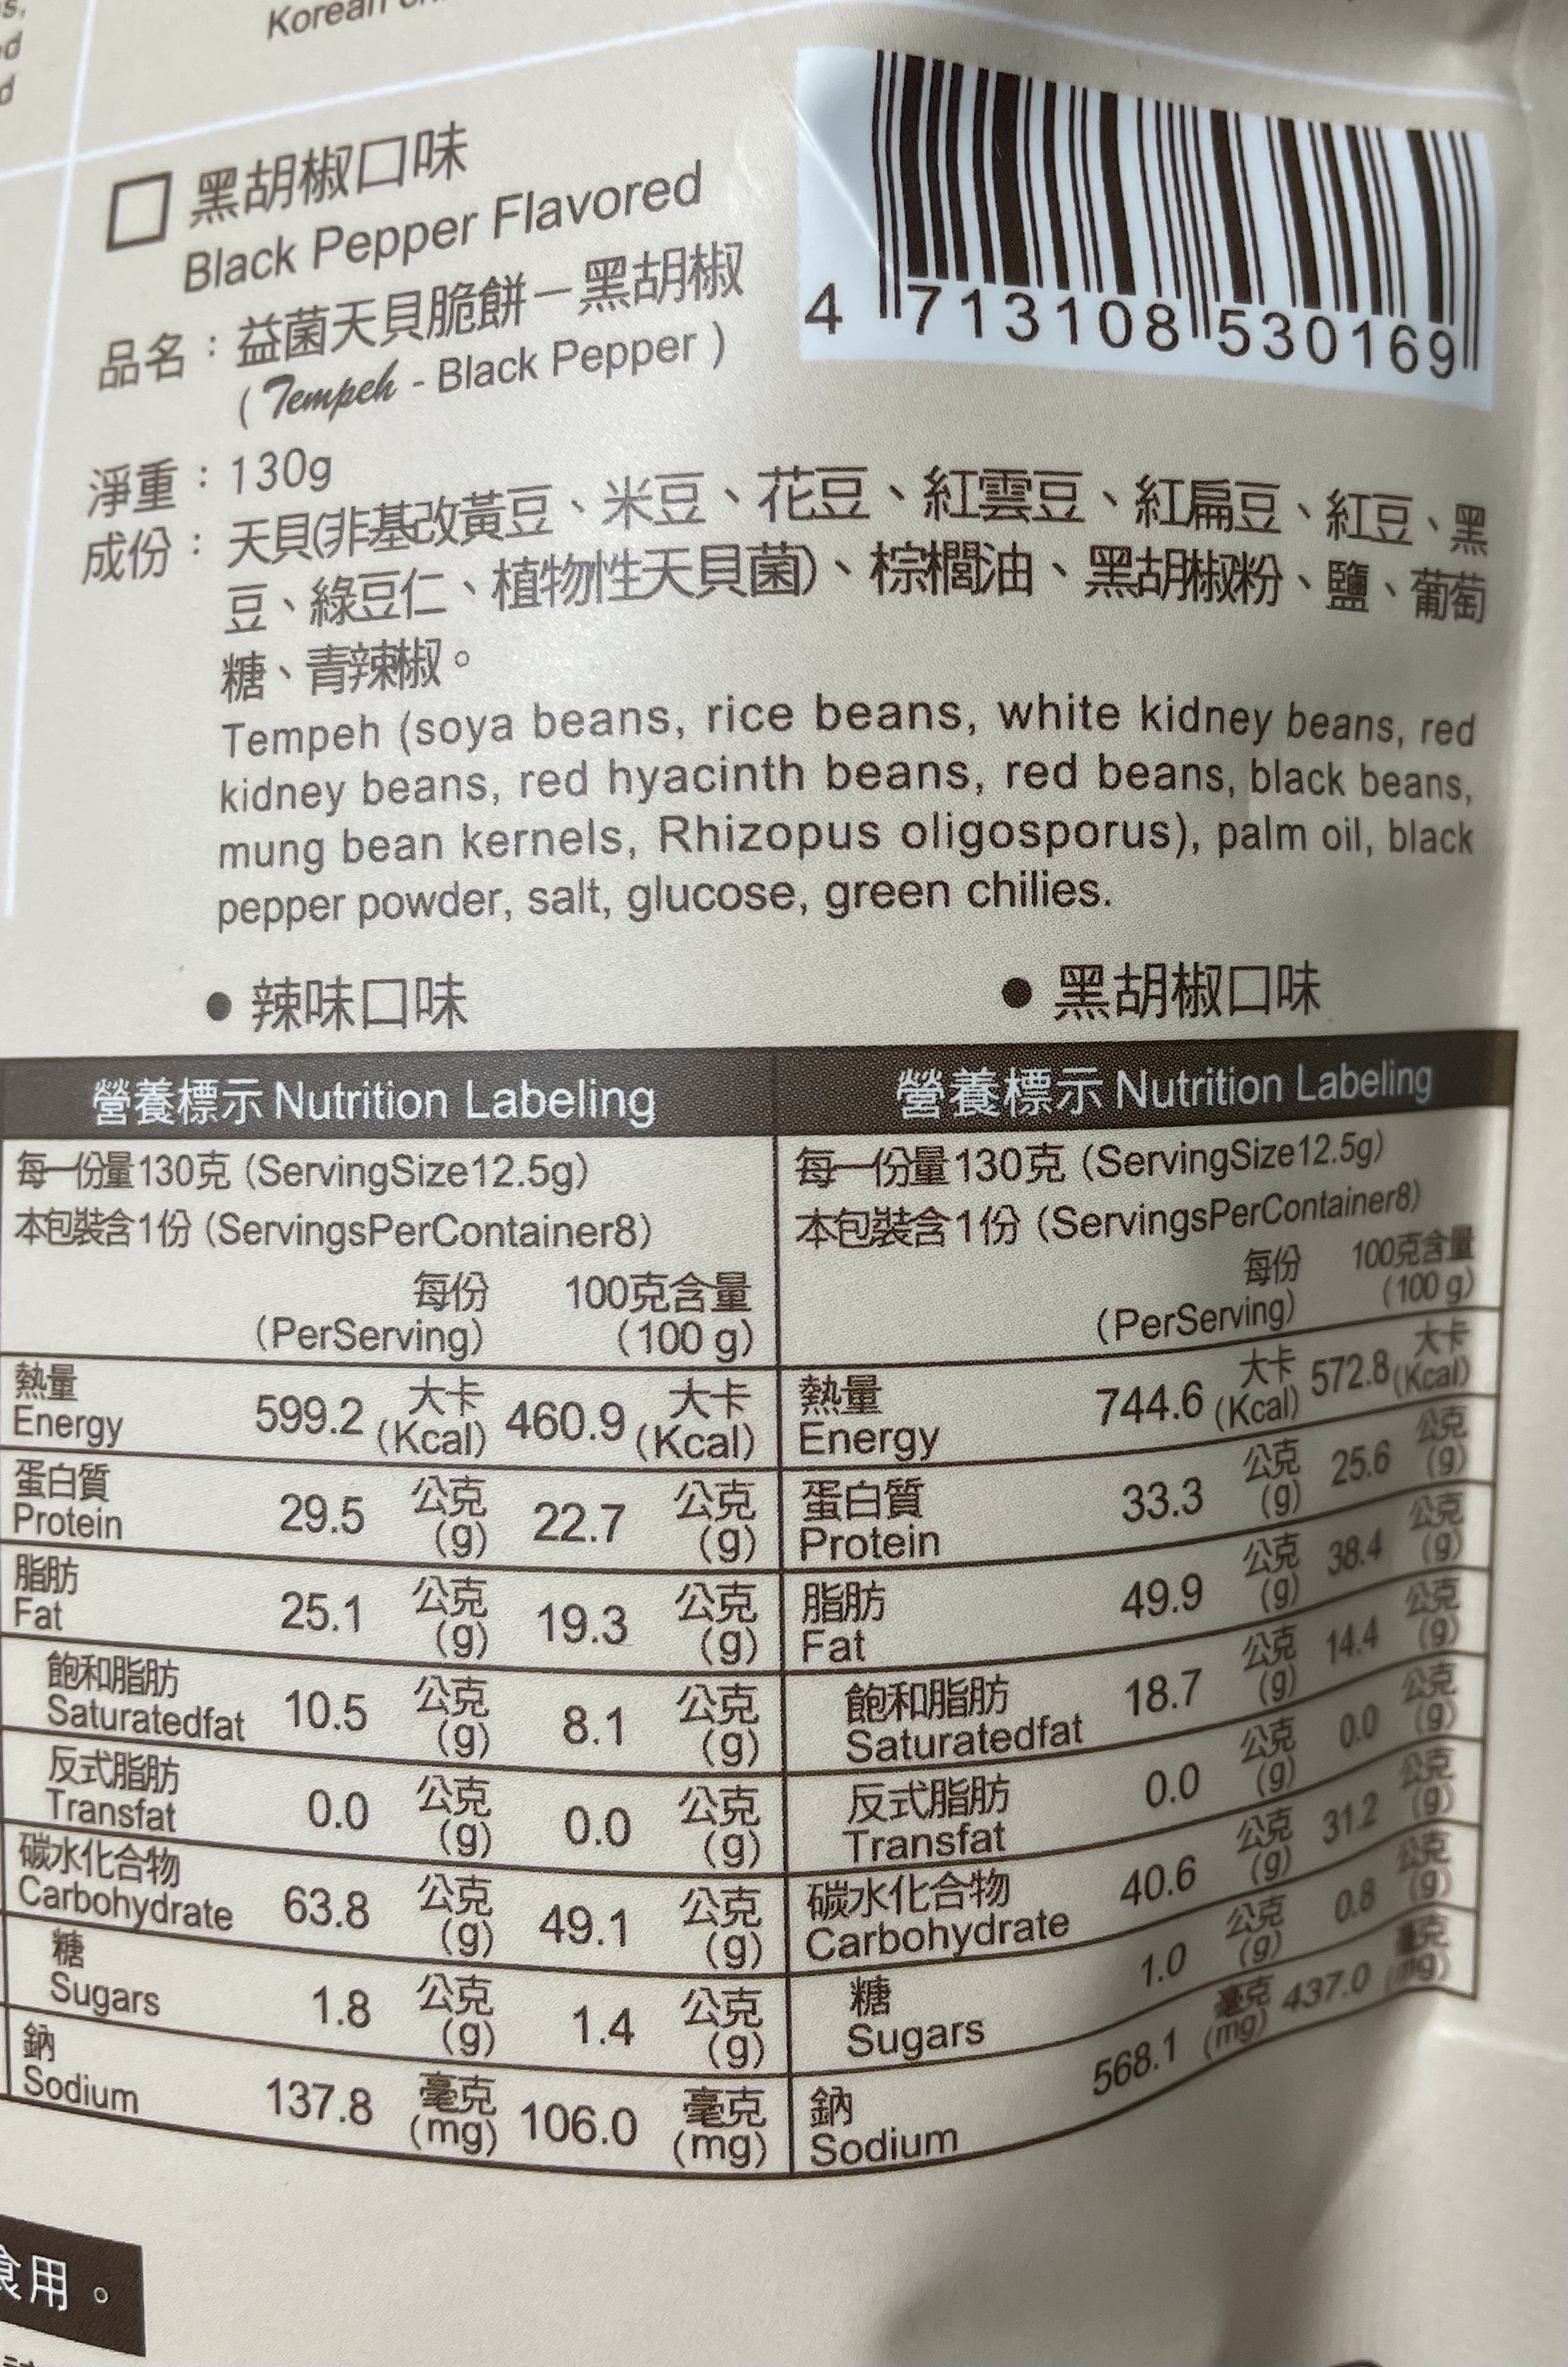 Korean
□ 黑胡椒口味
Black Pepper Flavored
品名：益菌天貝脆餅－黑胡椒
( Tempeh - Black Pepper )
4 713108 530169
淨重：130g
成份：天貝(非基改黃豆、米豆、花豆、紅雲豆、紅扁豆、紅豆、黑
豆、綠豆仁、植物性天貝菌)、棕櫚油、黑胡椒粉、鹽、葡萄
糖、青辣椒。
Tempeh (soya beans, rice beans, white kidney beans, red
kidney beans, red hyacinth beans, red beans, black beans,
mung bean kernels, Rhizopus oligosporus), palm oil, black
pepper powder, salt, glucose, green chilies.
● 辣味口味
營養標示 Nutrition Labeling
每一份量130克 (ServingSize12.5g)
本包裝含1份 (ServingsPerContainer8)
每份 100克含量
(PerServing) (100 g)
熱量 大卡 大卡
Energy 599.2 (Kcal) 460.9 (Kcal)
蛋白質 公克 公克
Protein 29.5 (g) 22.7 (g)
脂肪 公克 公克
Fat 25.1 (g) 19.3 (g)
飽和脂肪 公克 公克
Saturatedfat 10.5 (g) 8.1 (g)
反式脂肪 公克 公克
Transfat 0.0 (g) 0.0 (g)
碳水化合物 公克 公克
Carbohydrate 63.8 (g) 49.1 (g)
糖 公克 公克
Sugars 1.8 (g) 1.4 (g)
鈉 毫克 毫克
Sodium 137.8 (mg) 106.0 (mg)
● 黑胡椒口味
營養標示 Nutrition Labeling
每一份量130克 (ServingSize12.5g)
本包裝含1份 (ServingsPerContainer8)
每份 100克含量
(PerServing) (100 g)
熱量 大卡 大卡
Energy 744.6 (Kcal) 572.8 (Kcal)
蛋白質 公克 公克
Protein 33.3 (g) 25.6 (g)
脂肪 公克 公克
Fat 49.9 (g) 38.4 (g)
飽和脂肪 公克 公克
Saturatedfat 18.7 (g) 14.4 (g)
反式脂肪 公克 公克
Transfat 0.0 (g) 0.0 (g)
碳水化合物 公克 公克
Carbohydrate 40.6 (g) 31.2 (g)
糖 公克 公克
Sugars 1.0 (g) 0.8 (g)
鈉 毫克 毫克
Sodium 568.1 (mg) 437.0 (mg)
食用。